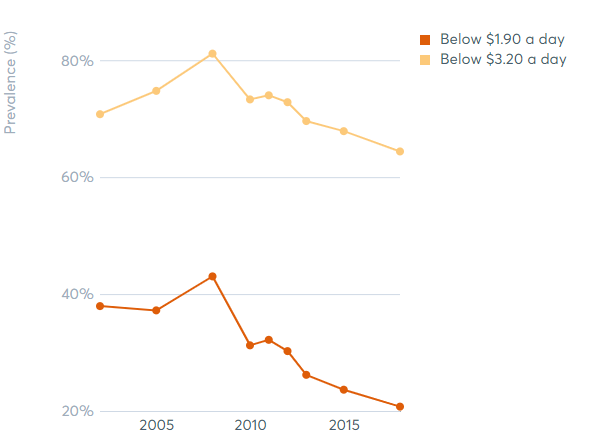 Prevalence (%)
Below $1.90 a day
Below $3.20 a day
80%
60%
40%
20%
2005 2010 2015